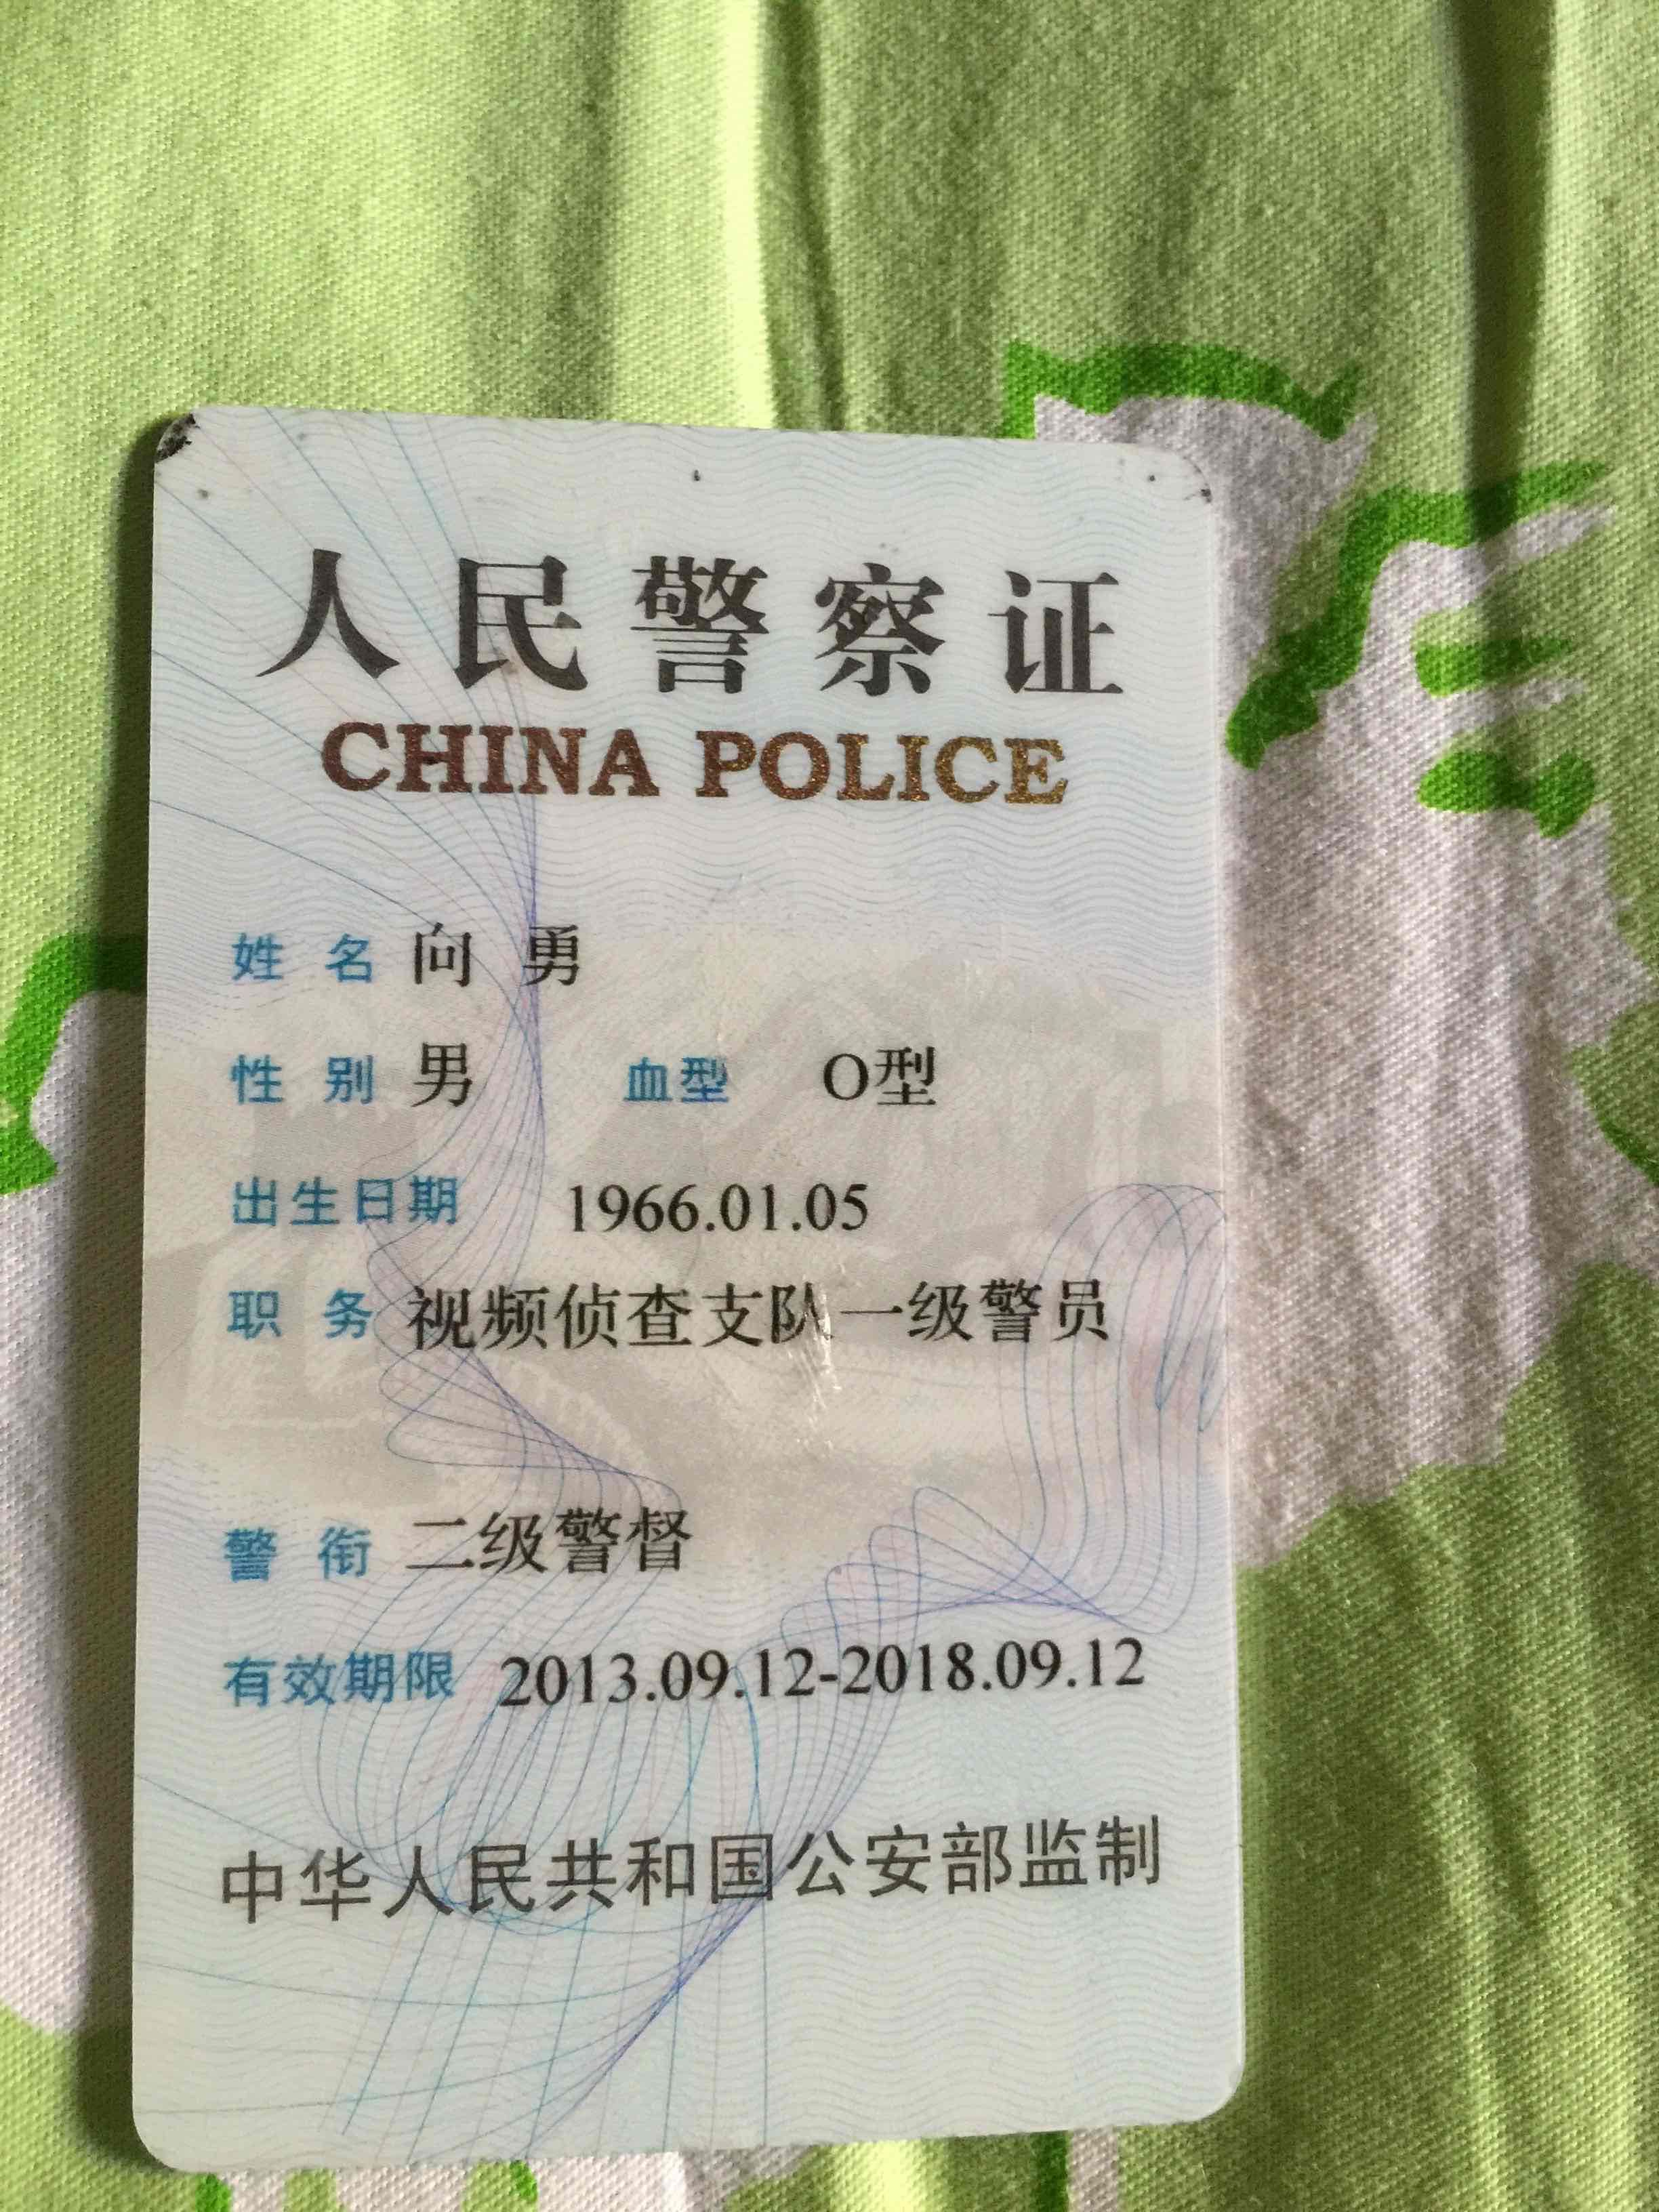 人民警察证
CHINA POLICE
姓名 向勇
性别 男 血型 O型
出生日期 1966.01.05
职务 视频侦查支队一级警员
警衔 二级警督
有效期限 2013.09.12-2018.09.12
中华人民共和国公安部监制